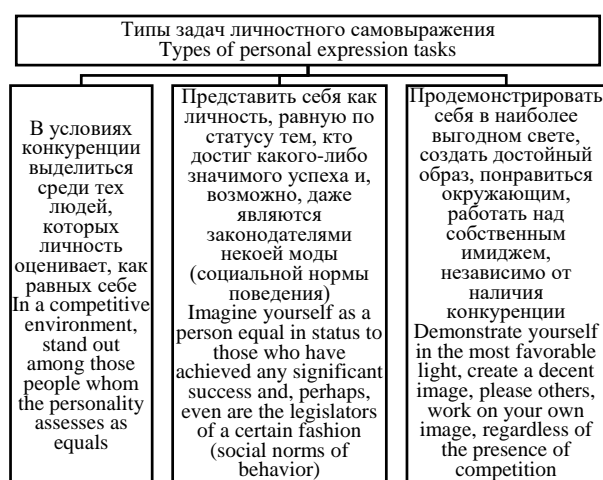 Типы задач личностного самовыражения
Types of personal expression tasks
В условиях
конкуренции
выделиться
среди тех
людей,
которых
личность
оценивает, как
равных себе
In a competitive
environment,
stand out
among those
people whom
the personality
assesses as
equals
Представить себя как
личность, равную по
статусу тем, кто
достиг какого-либо
значимого успеха и,
возможно, даже
являются
законодателями
некоей моды
(социальной нормы
поведения)
Imagine yourself as a
person equal in status to
those who have
achieved any significant
success and, perhaps,
even are the legislators
of a certain fashion
(social norms of
behavior)
Продемонстрировать
себя в наиболее
выгодном свете,
создать достойный
образ, понравиться
окружающим,
работать над
собственным
имиджем,
независимо от
наличия
конкуренции
Demonstrate yourself
in the most favorable
light, create a decent
image, please others,
work on your own
image, regardless of
the presence of
competition